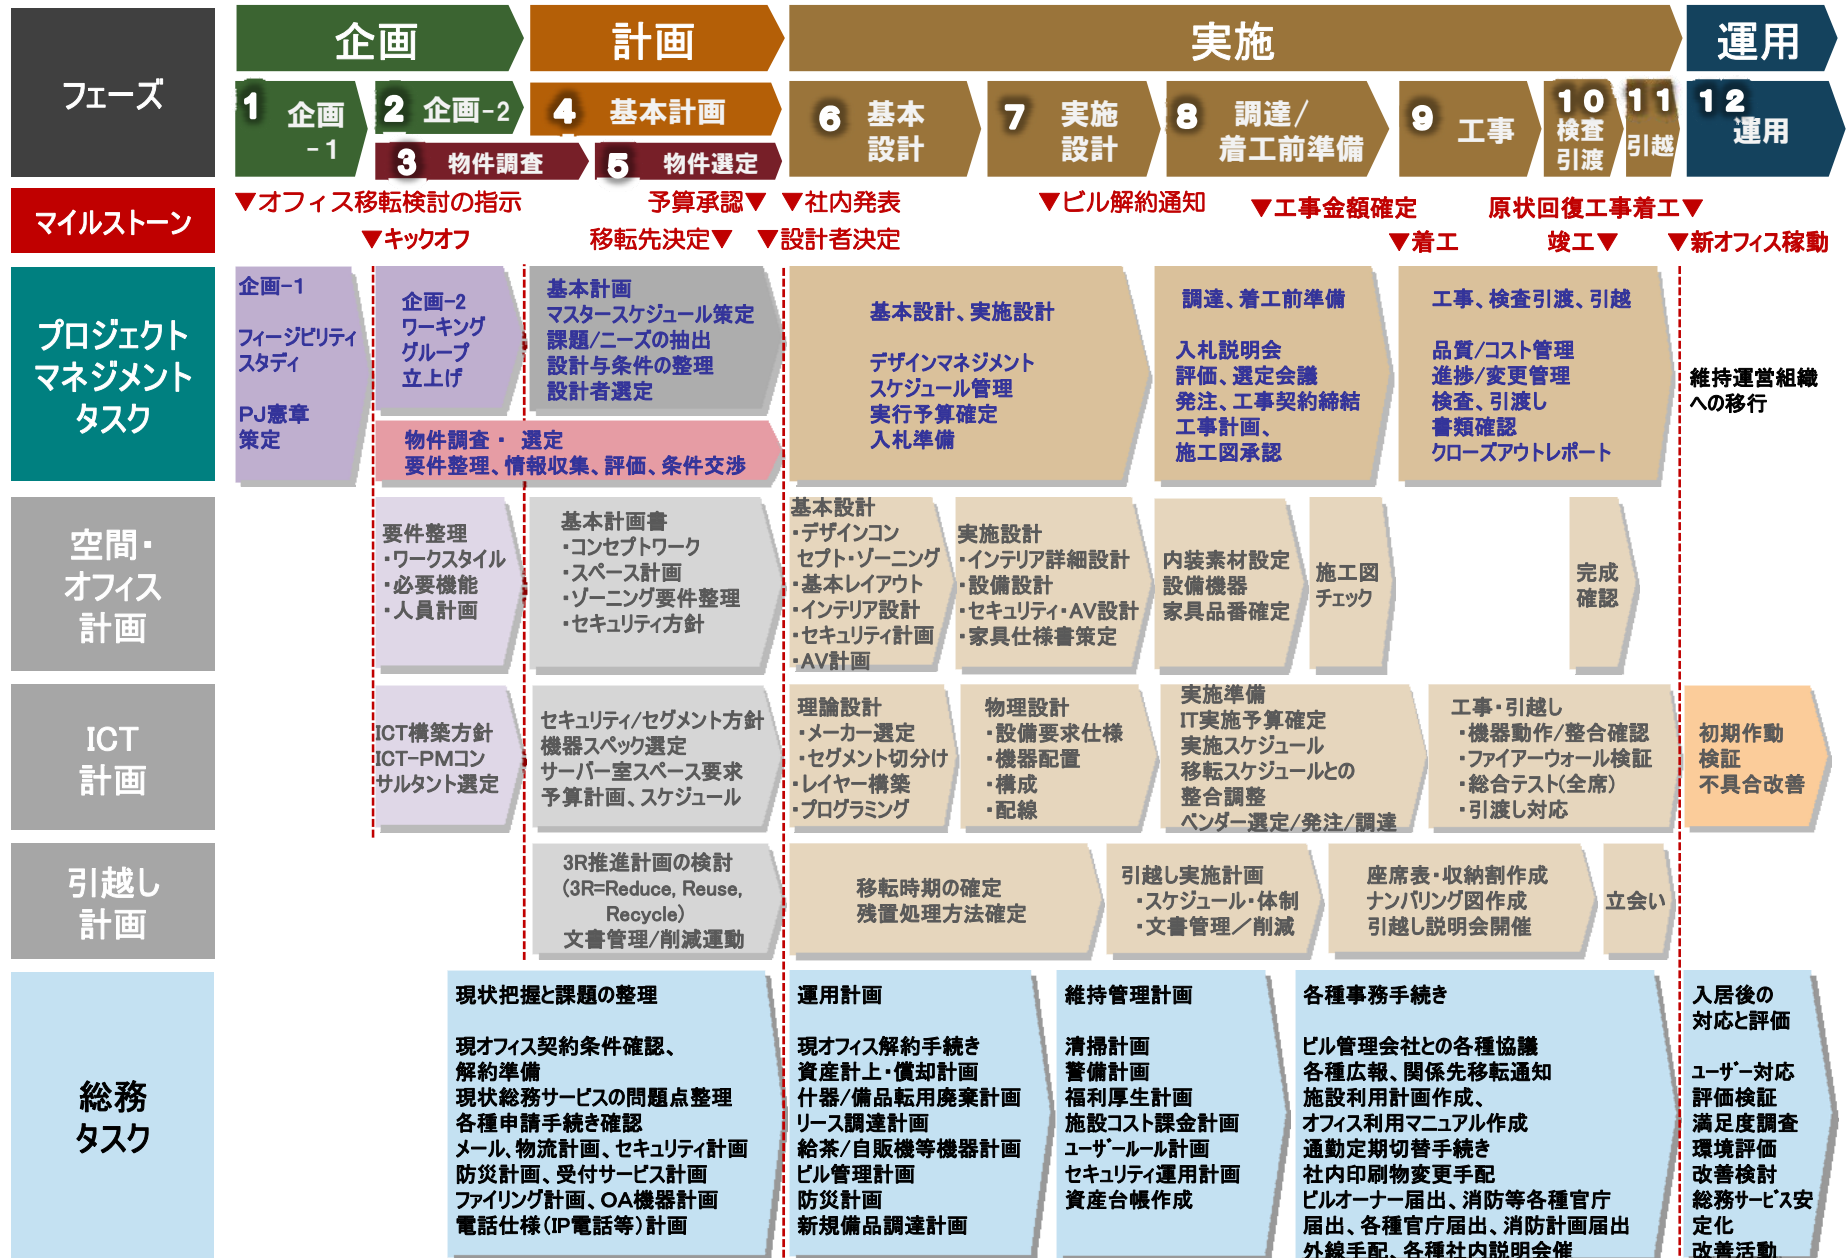 フェーズ
企画
計画
実施
運用
1 企画
-1
2 企画-2
3 物件調査
4 基本計画
5 物件選定
6 基本
設計
7 実施
設計
8 調達/
着工前準備
9 工事
10
検査
引渡
11
引越
12
運用
マイルストーン
▼オフィス移転検討の指示
予算承認▼
▼社内発表
▼ビル解約通知
▼工事金額確定
原状回復工事着工▼
▼キックオフ
移転先決定▼
▼設計者決定
▼着工
竣工▼
▼新オフィス稼動
プロジェクト
マネジメント
タスク
企画-1
フィージビリティ
スタディ
PJ憲章
策定
企画-2
ワーキング
グループ
立上げ
基本計画
マスタースケジュール策定
課題/ニーズの抽出
設計与条件の整理
設計者選定
物件調査・ 選定
要件整理、情報収集、評価、条件交渉
基本設計、実施設計
デザインマネジメント
スケジュール管理
実行予算確定
入札準備
調達、着工前準備
入札説明会
評価、選定会議
発注、工事契約締結
工事計画、
施工図承認
工事、検査引渡、引越
品質/コスト管理
進捗/変更管理
検査、引渡し
書類確認
クローズアウトレポート
維持運営組織
への移行
空間・
オフィス
計画
要件整理
・ワークスタイル
・必要機能
・人員計画
基本計画書
・コンセプトワーク
・スペース計画
・ゾーニング要件整理
・セキュリティ方針
基本設計
・デザインコン
セプト・ゾーニング
・基本レイアウト
・インテリア設計
・セキュリティ計画
・AV計画
実施設計
・インテリア詳細設計
・設備設計
・セキュリティ・AV設計
・家具仕様書策定
内装素材設定
設備機器
家具品番確定
施工図
チェック
完成
確認
ICT
計画
ICT構築方針
ICT-PMコン
サルタント選定
セキュリティ/セグメント方針
機器スペック選定
サーバー室スペース要求
予算計画、スケジュール
理論設計
・メーカー選定
・セグメント切分け
・レイヤー構築
・プログラミング
物理設計
・設備要求仕様
・機器配置
・構成
・配線
実施準備
IT実施予算確定
実施スケジュール
移転スケジュールとの
整合調整
ベンダー選定/発注/調達
工事・引越し
・機器動作/整合確認
・ファイアーウォール検証
・総合テスト(全席)
・引渡し対応
初期作動
検証
不具合改善
引越し
計画
3R推進計画の検討
(3R=Reduce, Reuse,
Recycle)
文書管理/削減運動
移転時期の確定
残置処理方法確定
引越し実施計画
・スケジュール・体制
・文書管理／削減
座席表・収納割作成
ナンバリング図作成
引越し説明会開催
立会い
総務
タスク
現状把握と課題の整理
現オフィス契約条件確認、
解約準備
現状総務サービスの問題点整理
各種申請手続き確認
メール、物流計画、セキュリティ計画
防災計画、受付サービス計画
ファイリング計画、OA機器計画
電話仕様(IP電話等)計画
運用計画
現オフィス解約手続き
資産計上・償却計画
什器/備品転用廃棄計画
リース調達計画
給茶/自販機等機器計画
ビル管理計画
防災計画
新規備品調達計画
維持管理計画
清掃計画
警備計画
福利厚生計画
施設コスト課金計画
ユーザールール計画
セキュリティ運用計画
資産台帳作成
各種事務手続き
ビル管理会社との各種協議
各種広報、関係先移転通知
施設利用計画作成、
オフィス利用マニュアル作成
通勤定期切替手続き
社内印刷物変更手配
ビルオーナー届出、消防等各種官庁
届出、各種官庁届出、消防計画届出
外線手配、各種社内説明会催
入居後の
対応と評価
ユーザー対応
評価検証
満足度調査
環境評価
改善検討
総務サービス安
定化
改善活動